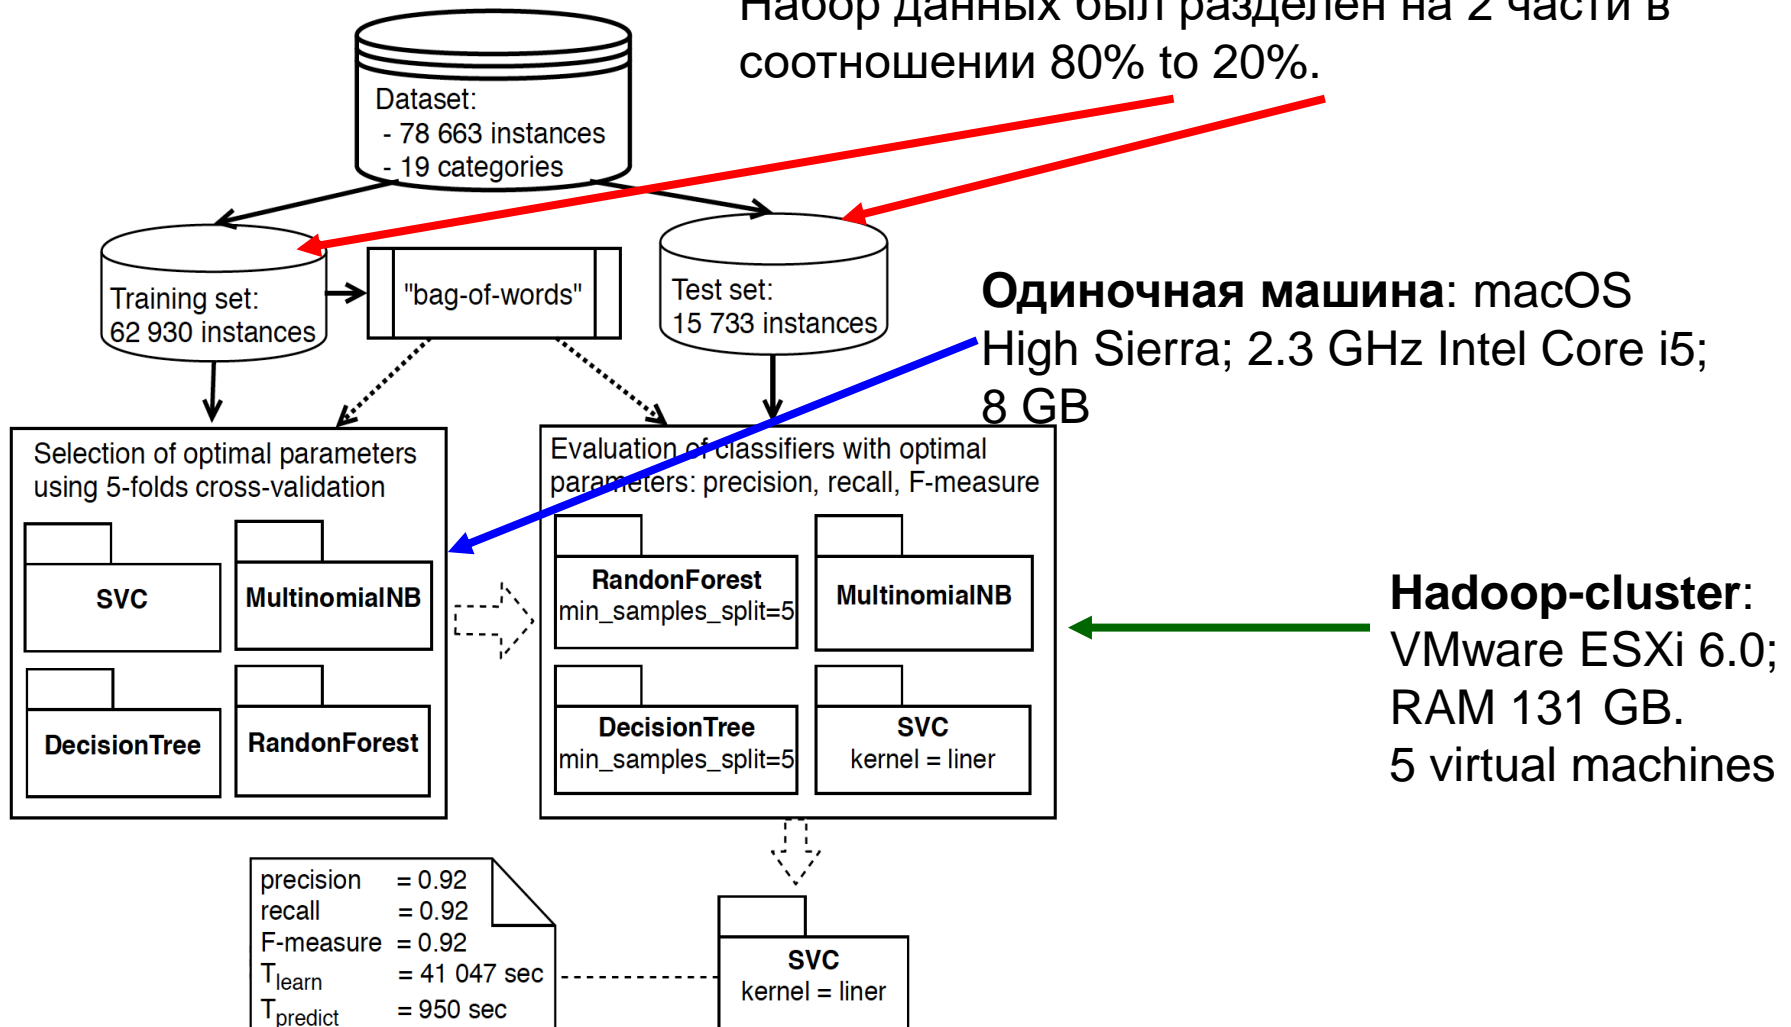 Набор данных был разделен на 2 части в
соотношении 80% to 20%.
Dataset:
- 78 663 instances
- 19 categories
Training set:
62 930 instances
"bag-of-words"
Test set:
15 733 instances
Одиночная машина: macOS
High Sierra; 2.3 GHz Intel Core i5;
8 GB
Selection of optimal parameters
using 5-folds cross-validation
SVC
MultinomialNB
DecisionTree
RandonForest
Evaluation of classifiers with optimal
parameters: precision, recall, F-measure
RandonForest
min_samples_split=5
MultinomialNB
DecisionTree
min_samples_split=5
SVC
kernel = liner
Hadoop-cluster:
VMware ESXi 6.0;
RAM 131 GB.
5 virtual machines
precision = 0.92
recall = 0.92
F-measure = 0.92
Tlearn = 41 047 sec
Tpredict = 950 sec
SVC
kernel = liner